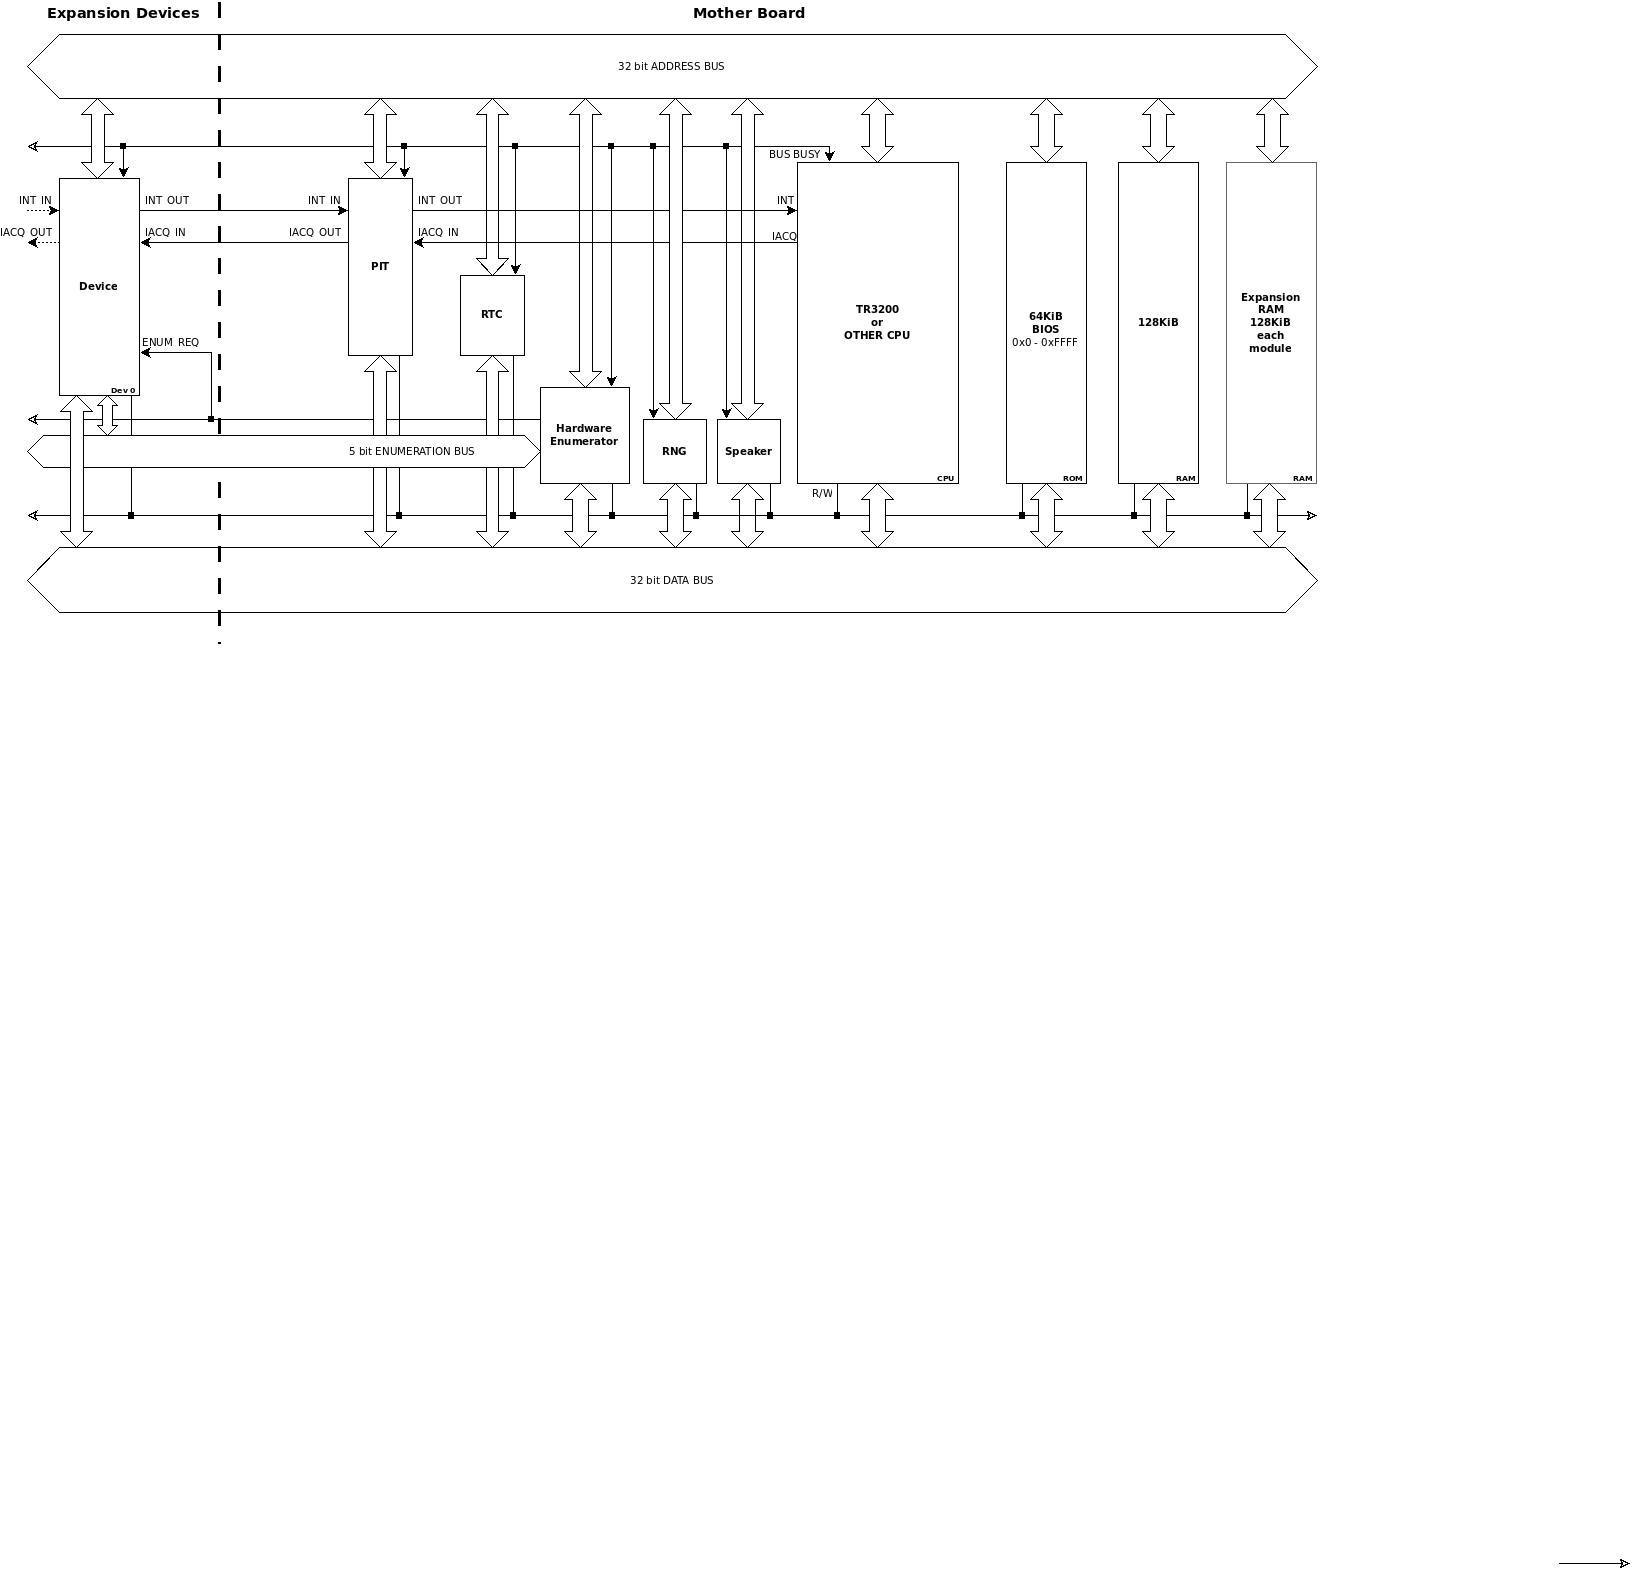 Expansion Devices
Mother Board
32 bit ADDRESS BUS
BUS BUSY
INT IN
INT OUT
INT IN
INT OUT
INT
IACQ OUT
IACQ IN
IACQ OUT
IACQ IN
IACQ
PIT
Device
RTC
TR3200
or
OTHER CPU
64KiB
BIOS
0x0 - 0xFFFF
128KiB
Expansion
RAM
128KiB
each
module
ENUM REQ
Dev 0
Hardware
Enumerator
RNG
Speaker
5 bit ENUMERATION BUS
CPU
ROM
RAM
RAM
R/W
32 bit DATA BUS